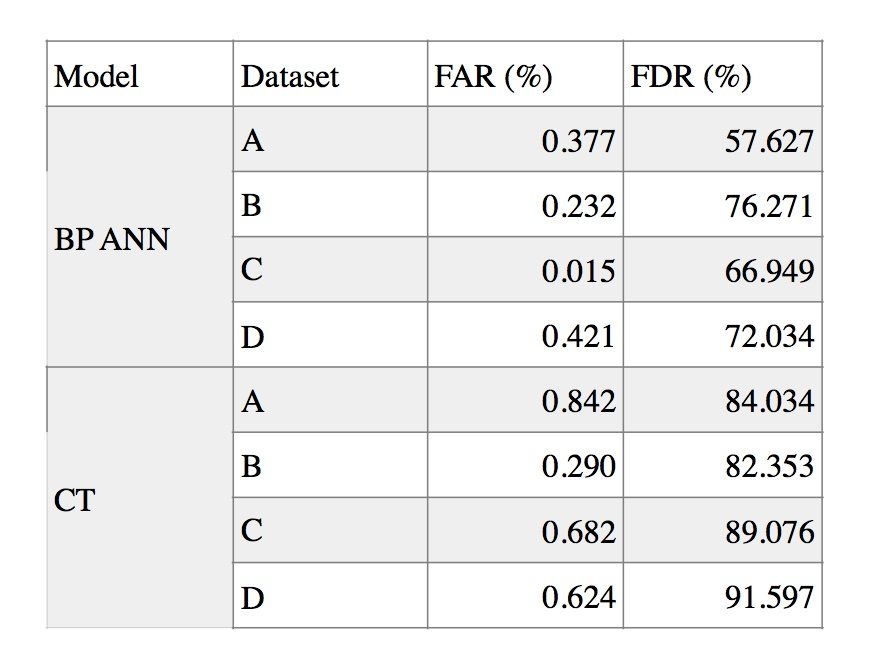 Model Dataset FAR (%) FDR (%)
BP ANN A 0.377 57.627
B 0.232 76.271
C 0.015 66.949
D 0.421 72.034
CT A 0.842 84.034
B 0.290 82.353
C 0.682 89.076
D 0.624 91.597